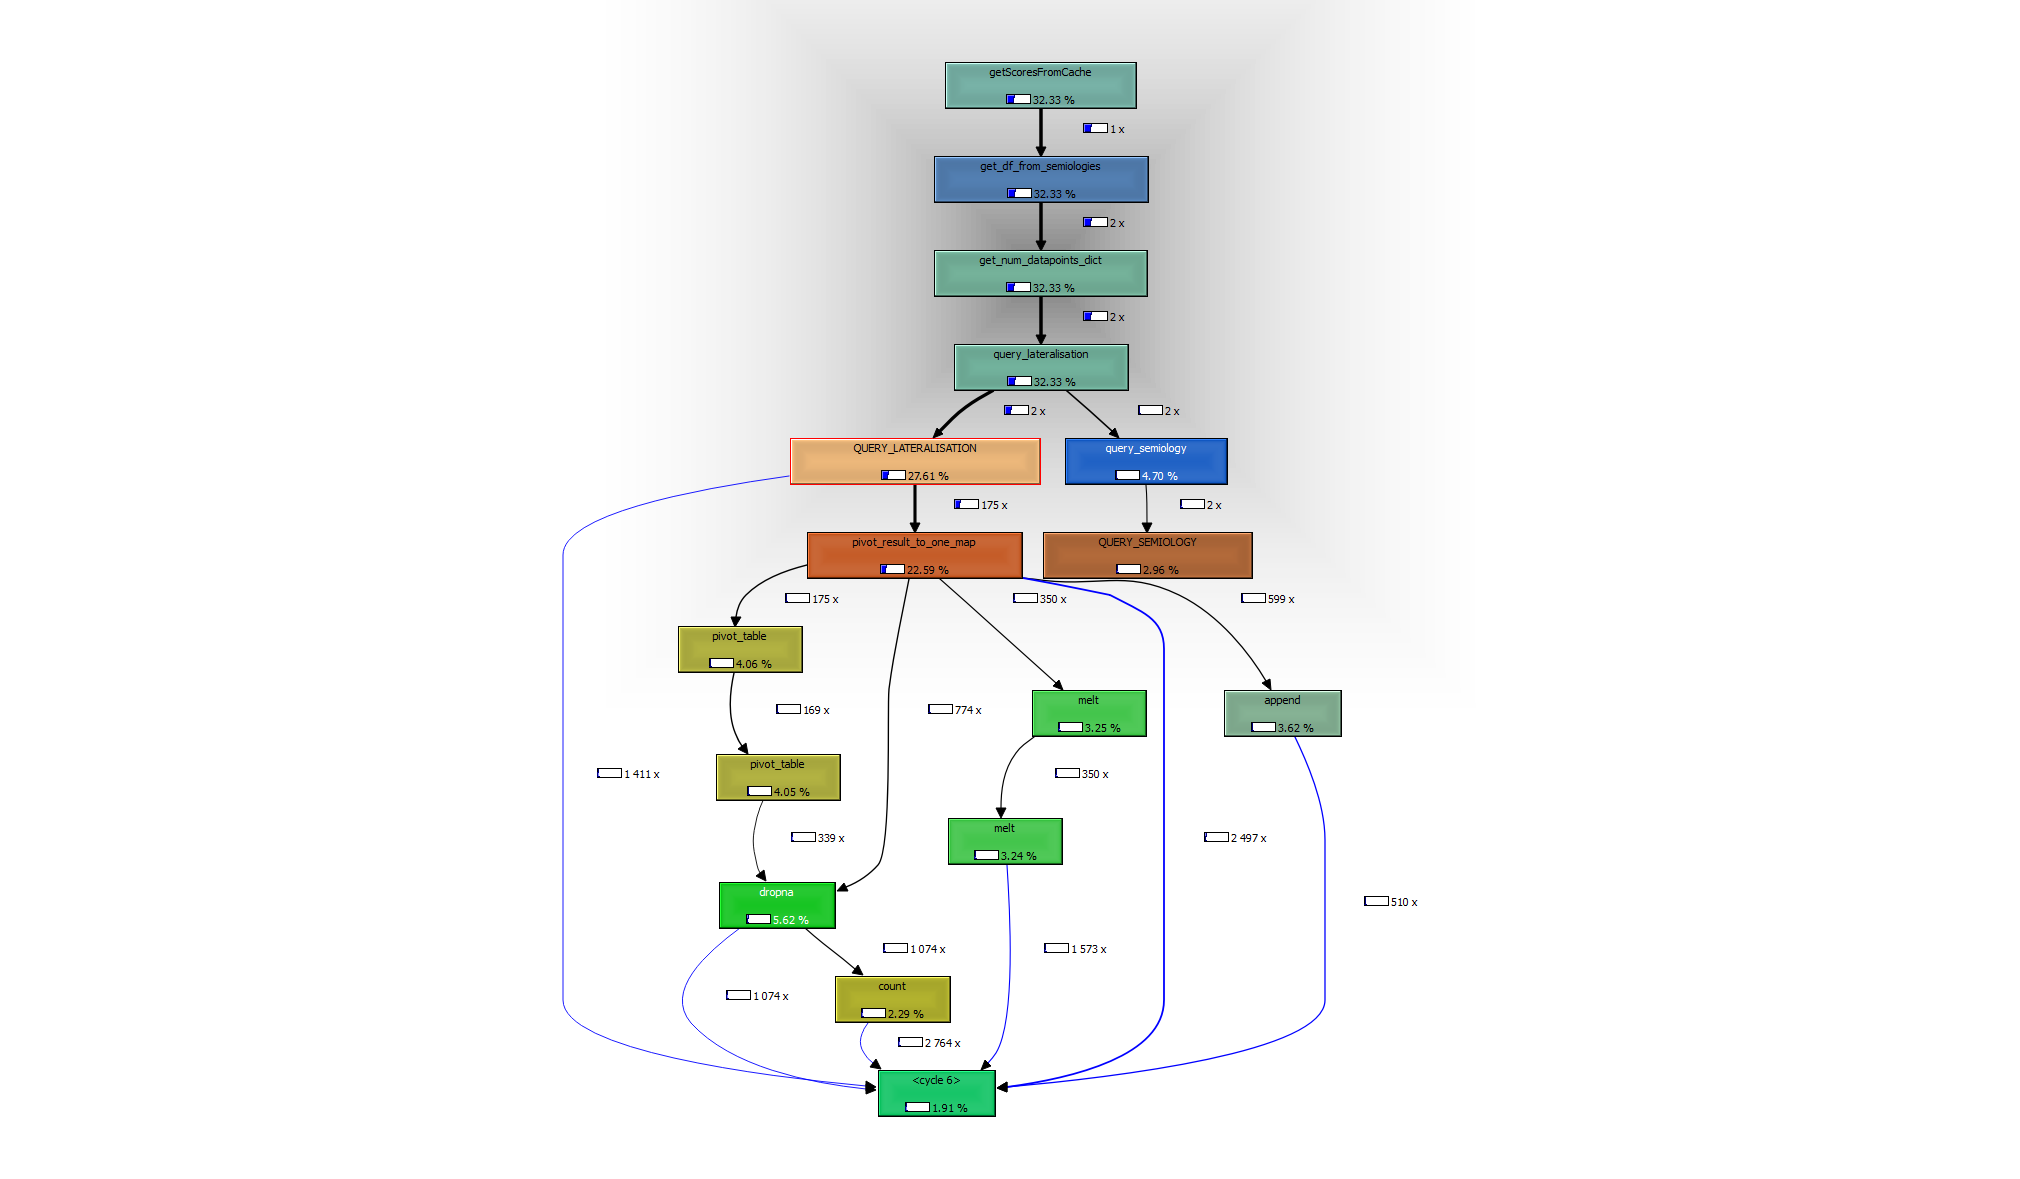 getScoresFromCache
32.33 %
1 x
get_df_from_semiologies
32.33 %
2 x
get_num_datapoints_dict
32.33 %
2 x
query_lateralisation
32.33 %
2 x
2 x
QUERY_LATERALISATION
27.61 %
query_semiology
4.70 %
175 x
2 x
pivot_result_to_one_map
22.59 %
QUERY_SEMIOLOGY
2.96 %
175 x
350 x
599 x
pivot_table
4.06 %
melt
3.25 %
append
3.62 %
169 x
774 x
pivot_table
4.05 %
1 411 x
350 x
339 x
melt
3.24 %
2 497 x
dropna
5.62 %
510 x
1 074 x
1 573 x
count
2.29 %
1 074 x
2 764 x
<cycle 6>
1.91 %